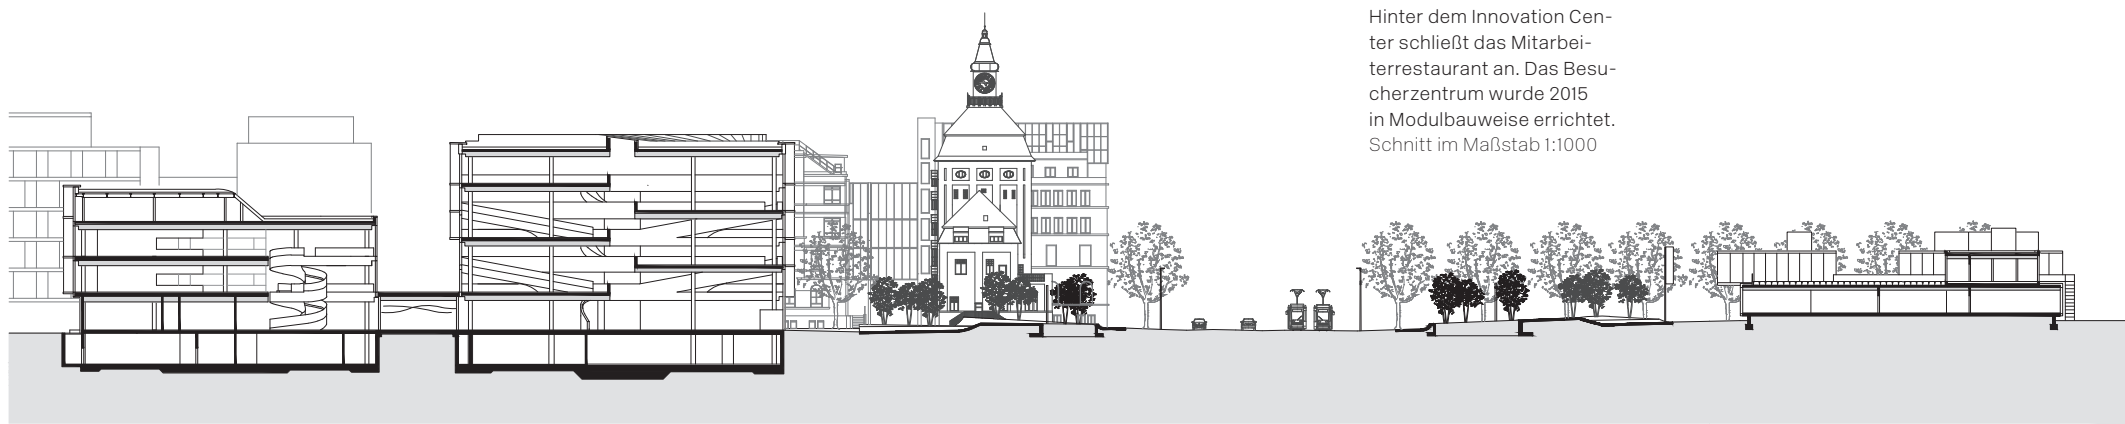 Hinter dem Innovation Cen-
ter schließt das Mitarbei-
terrestaurant an. Das Besu-
cherzentrum wurde 2015
in Modulbauweise errichtet.
Schnitt im Maßstab 1:1000